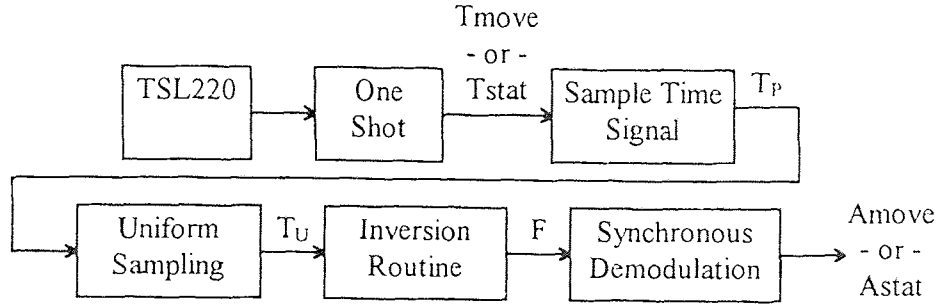 Tmove
- or -
Tstat
TSL220
One
Shot
Sample Time
Signal
TP
Uniform
Sampling
TU
Inversion
Routine
F
Synchronous
Demodulation
Amove
- or -
Astat